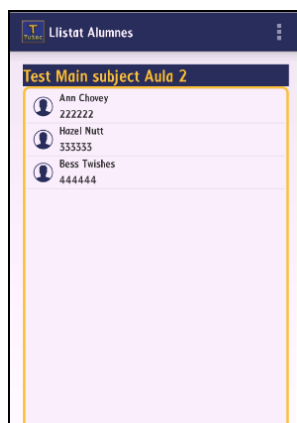 Llistat Alumnes
Test Main subject Aula 2
Ann Chovey
222222
Hazel Nutt
333333
Bess Twishes
444444